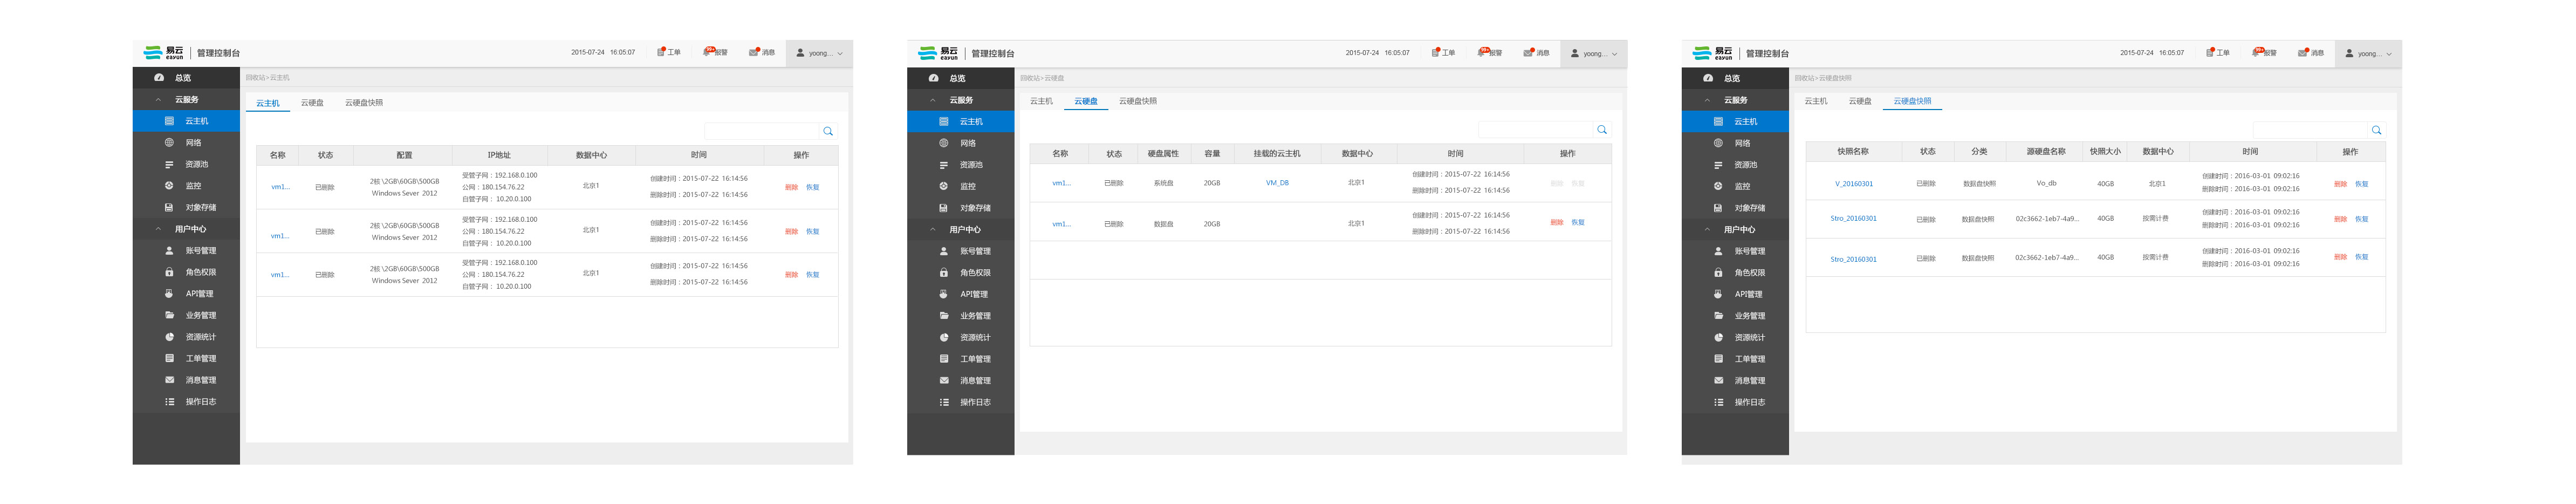 易云 eayun 管理控制台 2015-07-24 16:05:07 工单 99+ 报警 消息 yoong...
总览
回收站>云主机
云服务
云主机 云硬盘 云硬盘快照
云主机
网络
资源池
监控
对象存储
用户中心
账号管理
角色权限
API管理
业务管理
资源统计
工单管理
消息管理
操作日志
名称 状态 配置 IP地址 数据中心 时间 操作
vm1... 已删除 2核\2GB\60GB\500GB Windows Sever 2012 受管子网：192.168.0.100 公网：180.154.76.22 自管子网： 10.20.0.100 北京1 创建时间：2015-07-22 16:14:56 删除时间：2015-07-22 16:14:56 删除 恢复
vm1... 已删除 2核\2GB\60GB\500GB Windows Sever 2012 受管子网：192.168.0.100 公网：180.154.76.22 自管子网： 10.20.0.100 北京1 创建时间：2015-07-22 16:14:56 删除时间：2015-07-22 16:14:56 删除 恢复
vm1... 已删除 2核\2GB\60GB\500GB Windows Sever 2012 受管子网：192.168.0.100 公网：180.154.76.22 自管子网： 10.20.0.100 北京1 创建时间：2015-07-22 16:14:56 删除时间：2015-07-22 16:14:56 删除 恢复
易云 eayun 管理控制台 2015-07-24 16:05:07 工单 99+ 报警 消息 yoong...
总览
回收站>云硬盘
云服务
云主机 云硬盘 云硬盘快照
云主机
网络
资源池
监控
对象存储
用户中心
账号管理
角色权限
API管理
业务管理
资源统计
工单管理
消息管理
操作日志
名称 状态 硬盘属性 容量 挂载的云主机 数据中心 时间 操作
vm1... 已删除 系统盘 20GB VM_DB 北京1 创建时间：2015-07-22 16:14:56 删除时间：2015-07-22 16:14:56 删除 恢复
vm1... 已删除 数据盘 20GB 北京1 创建时间：2015-07-22 16:14:56 删除时间：2015-07-22 16:14:56 删除 恢复
易云 eayun 管理控制台 2015-07-24 16:05:07 工单 99+ 报警 消息 yoong...
总览
回收站>云硬盘快照
云服务
云主机 云硬盘 云硬盘快照
云主机
网络
资源池
监控
对象存储
用户中心
账号管理
角色权限
API管理
业务管理
资源统计
工单管理
消息管理
操作日志
快照名称 状态 分类 源硬盘名称 快照大小 数据中心 时间 操作
V_20160301 已删除 数据盘快照 Vo_db 40GB 北京1 创建时间：2016-03-01 09:02:16 删除时间：2016-03-01 09:02:16 删除 恢复
Stro_20160301 已删除 数据盘快照 02c3662-1eb7-4a9... 40GB 按需计费 创建时间：2016-03-01 09:02:16 删除时间：2016-03-01 09:02:16 删除 恢复
Stro_20160301 已删除 数据盘快照 02c3662-1eb7-4a9... 40GB 按需计费 创建时间：2016-03-01 09:02:16 删除时间：2016-03-01 09:02:16 删除 恢复